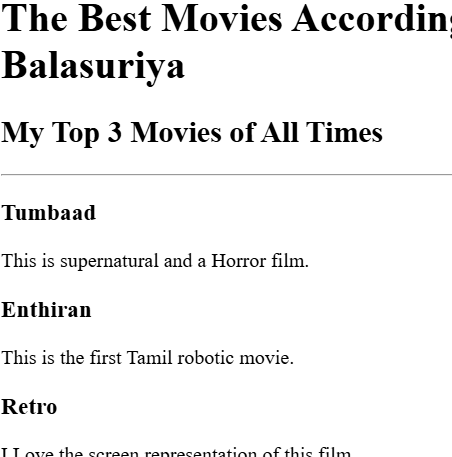 The Best Movies According
Balasuriya
My Top 3 Movies of All Times
Tumbaad
This is supernatural and a Horror film.
Enthiran
This is the first Tamil robotic movie.
Retro
I Love the screen representation of this film